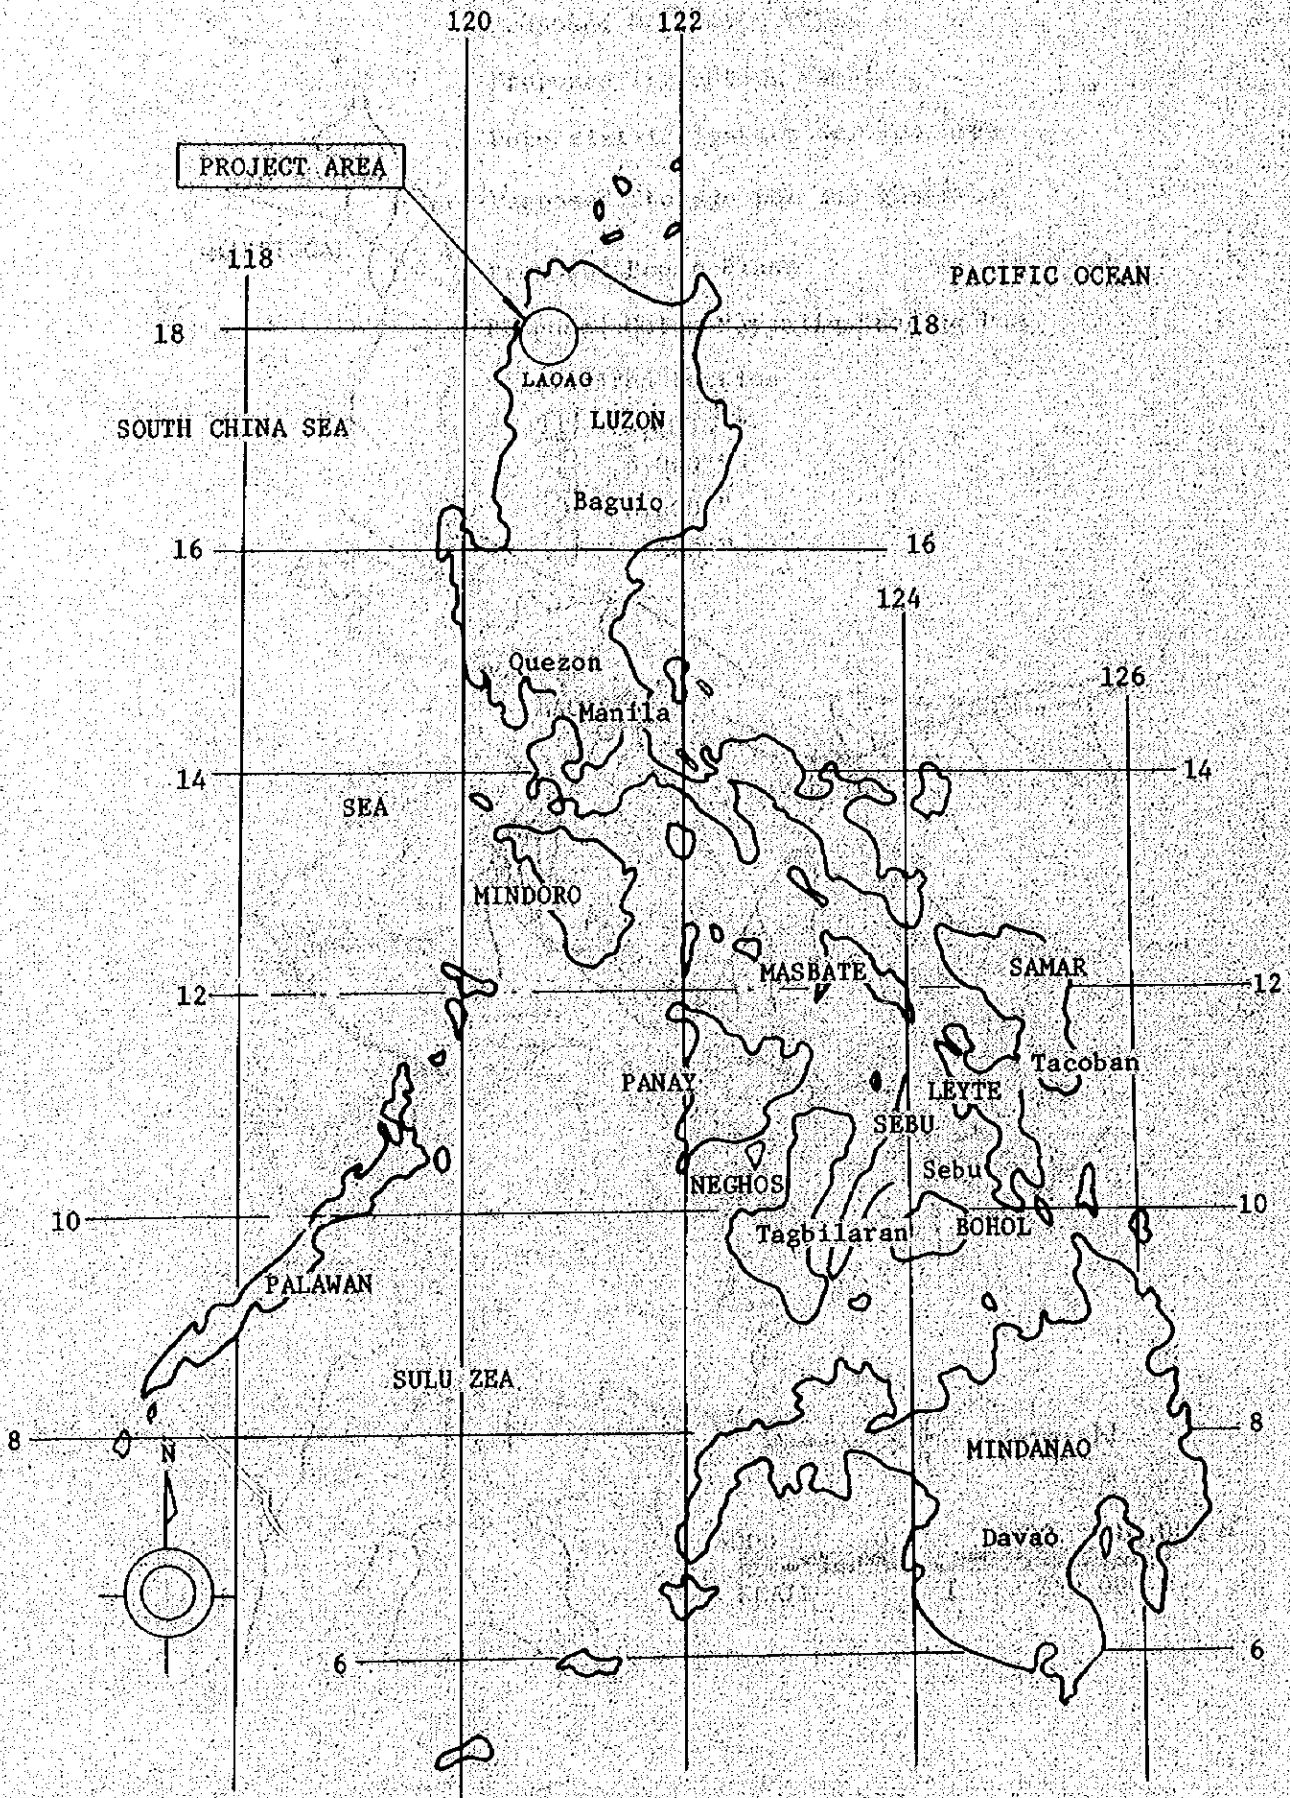 120
122
PROJECT AREA
118
PACIFIC OCEAN
18
18
LAOAG
LUZON
SOUTH CHINA SEA
Baguio
16
16
124
Quezon
126
Manila
14
14
SEA
MINDORO
MASBATE
SAMAR
12
12
Tacoban
PANAY
LEYTE
SEBU
Sebu
NEGHOS
10
10
BOHOL
Tagbilaran
PALAWAN
SULU ZEA
8
8
MINDANAO
N
Davao
6
6